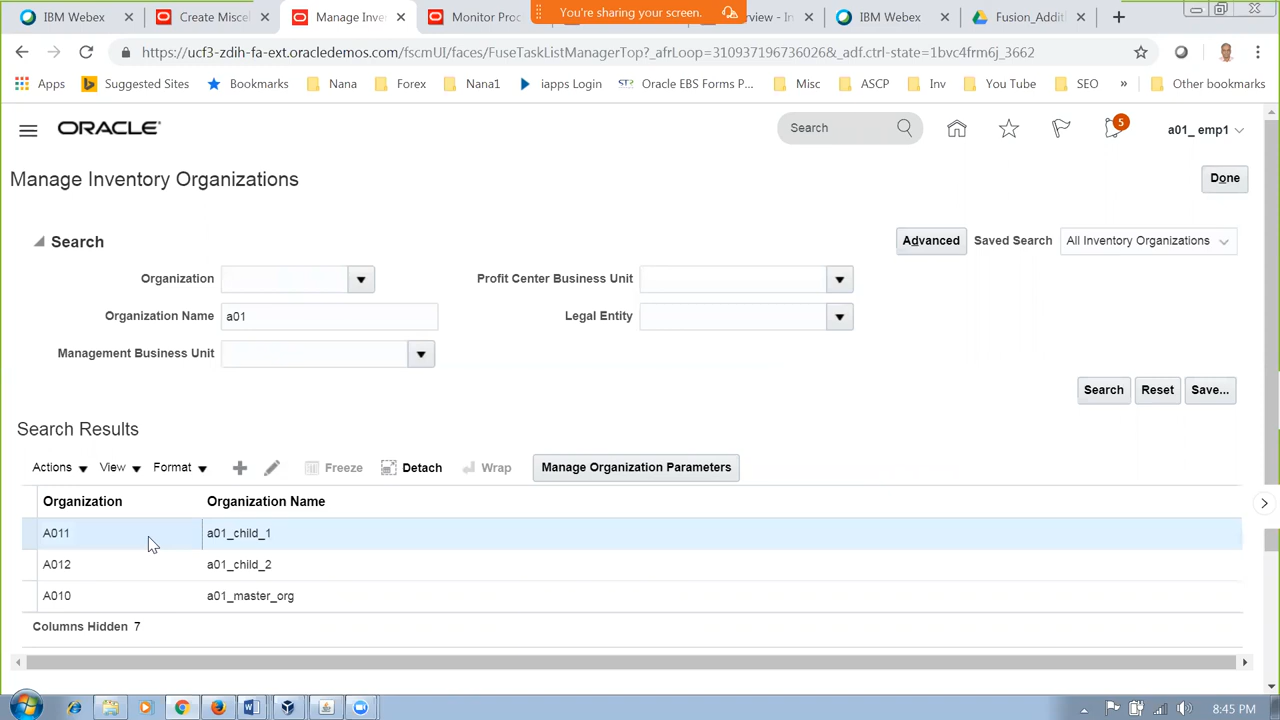 You're sharing your screen.
IBM Webex
Create Miscel
Manage Inver
Monitor Proc
rview - In
IBM Webex
Fusion_Additi
https://ucf3-zdih-fa-ext.oracledemos.com/fscmUI/faces/FuseTaskListManagerTop?_afrLoop=310937196736026&_adf.ctrl-state=1bvc4frm6j_3662
Apps
Suggested Sites
Bookmarks
Nana
Forex
Nana1
iapps Login
Oracle EBS Forms P...
Misc
ASCP
Inv
You Tube
SEO
»
Other bookmarks
ORACLE
Search
5
a01_ emp1
Manage Inventory Organizations
Done
Search
Advanced
Saved Search
All Inventory Organizations
Organization
Profit Center Business Unit
Organization Name
a01
Legal Entity
Management Business Unit
Search
Reset
Save...
Search Results
Actions
View
Format
Freeze
Detach
Wrap
Manage Organization Parameters
Organization
Organization Name
A011
a01_child_1
A012
a01_child_2
A010
a01_master_org
Columns Hidden 7
8:45 PM